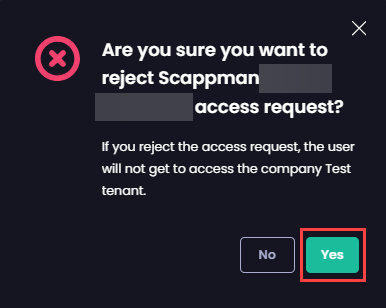 Are you sure you want to
reject Scappman
access request?
If you reject the access request, the user
will not get to access the company Test
tenant.
No
Yes